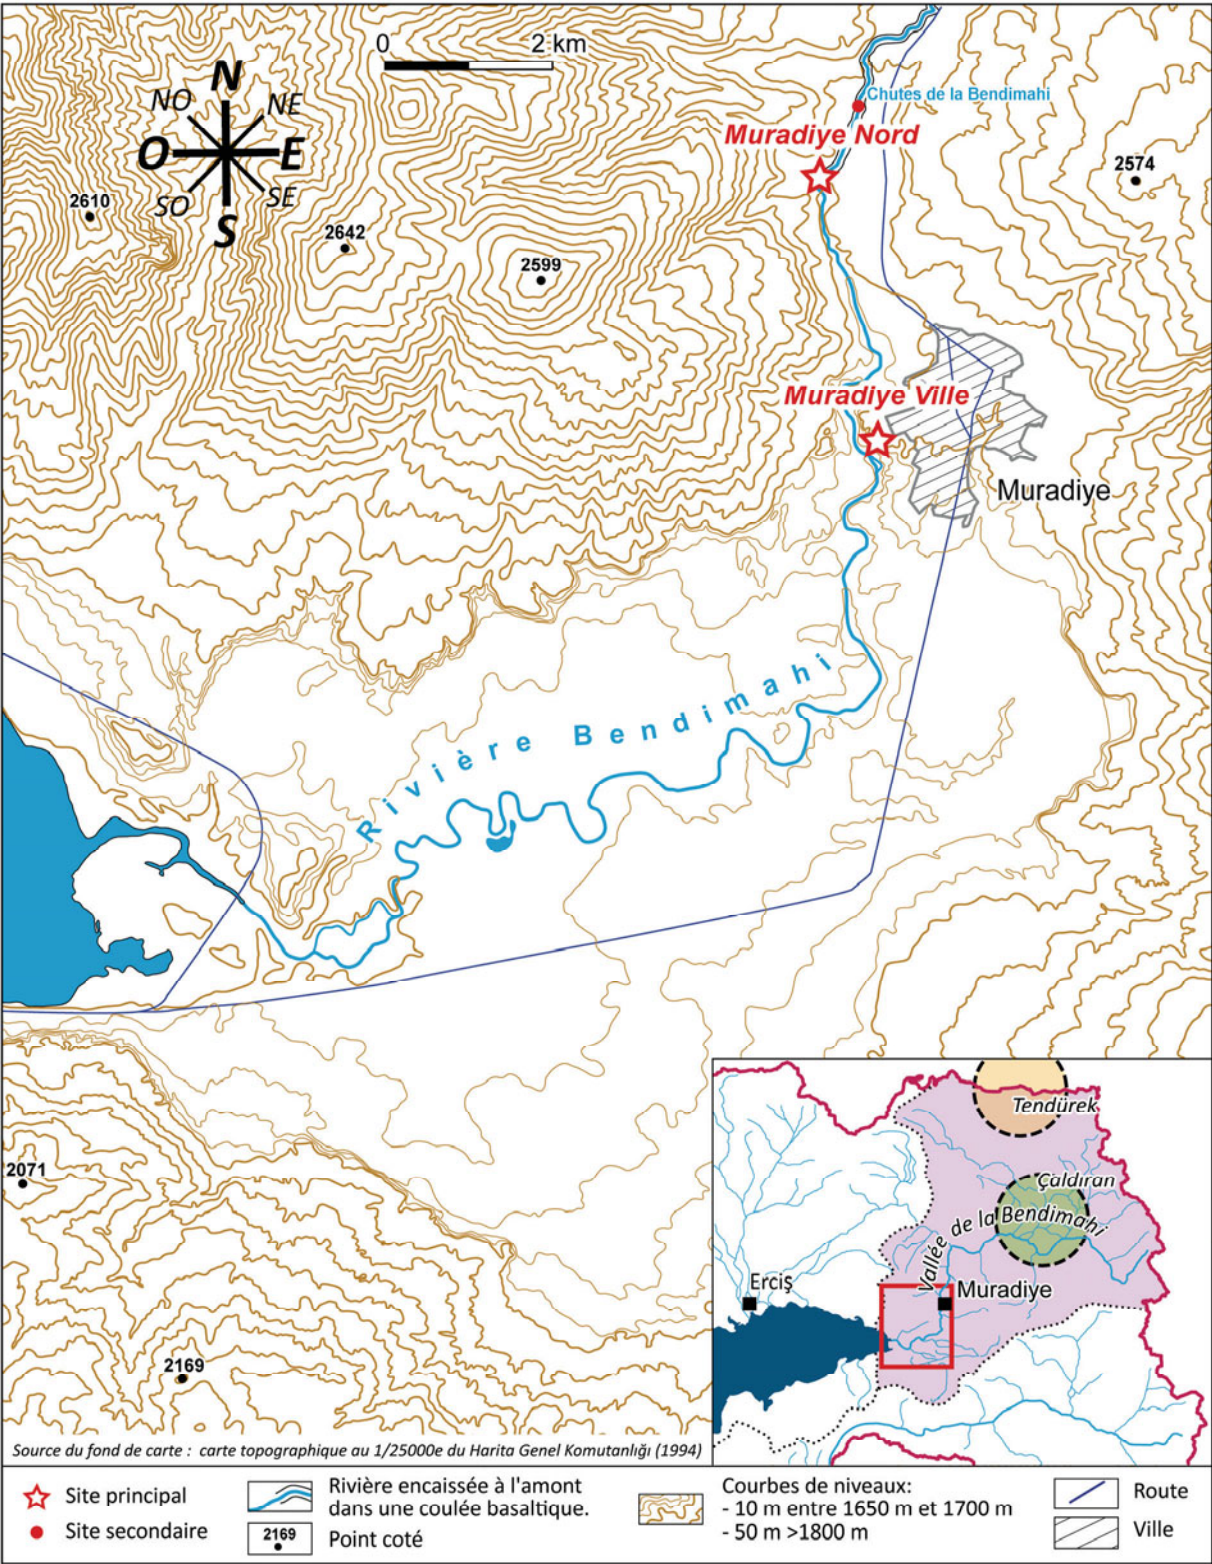 0 2 km
N
NO NE
O E
SO SE
S
Chutes de la Bendimahi
Muradiye Nord
2574
2610
2642
2599
Muradiye Ville
Muradiye
Rivière Bendimahi
2071
2169
Tendürek
Çaldıran
Vallée de la Bendimahi
Erciş
Muradiye
Source du fond de carte : carte topographique au 1/25000e du Harita Genel Komutanlığı (1994)
Site principal
Site secondaire
Rivière encaissée à l'amont
dans une coulée basaltique.
2169
Point coté
Courbes de niveaux:
- 10 m entre 1650 m et 1700 m
- 50 m >1800 m
Route
Ville